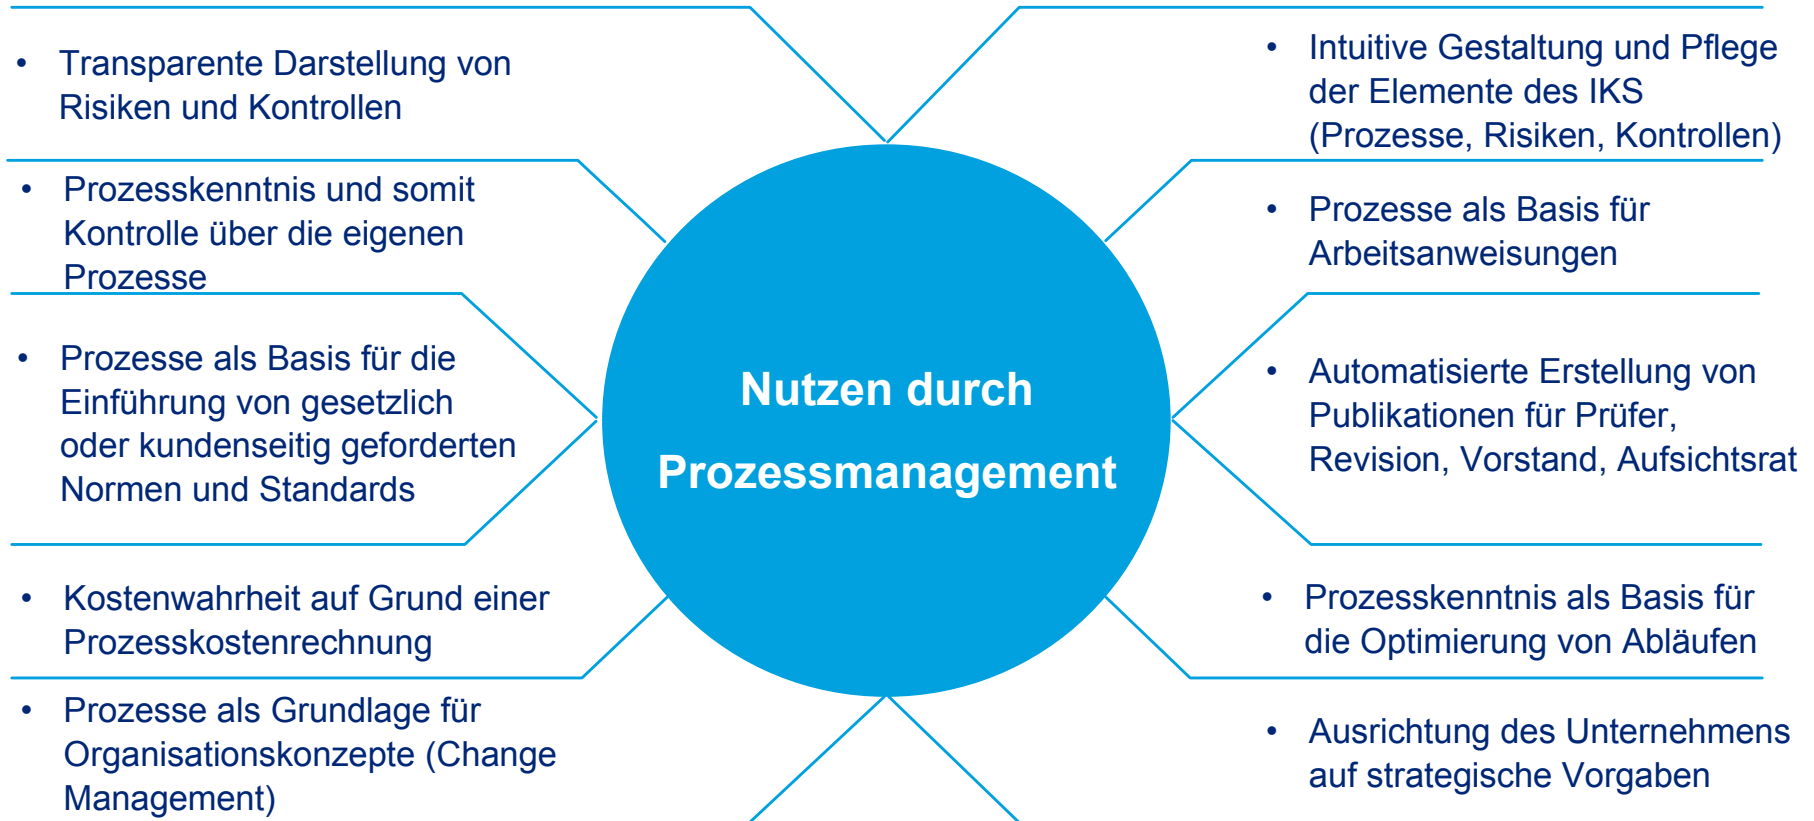 • Transparente Darstellung von
Risiken und Kontrollen
• Prozesskenntnis und somit
Kontrolle über die eigenen
Prozesse
• Prozesse als Basis für die
Einführung von gesetzlich
oder kundenseitig geforderten
Normen und Standards
• Kostenwahrheit auf Grund einer
Prozesskostenrechnung
• Prozesse als Grundlage für
Organisationskonzepte (Change
Management)
Nutzen durch
Prozessmanagement
• Intuitive Gestaltung und Pflege
der Elemente des IKS
(Prozesse, Risiken, Kontrollen)
• Prozesse als Basis für
Arbeitsanweisungen
• Automatisierte Erstellung von
Publikationen für Prüfer,
Revision, Vorstand, Aufsichtsrat
• Prozesskenntnis als Basis für
die Optimierung von Abläufen
• Ausrichtung des Unternehmens
auf strategische Vorgaben